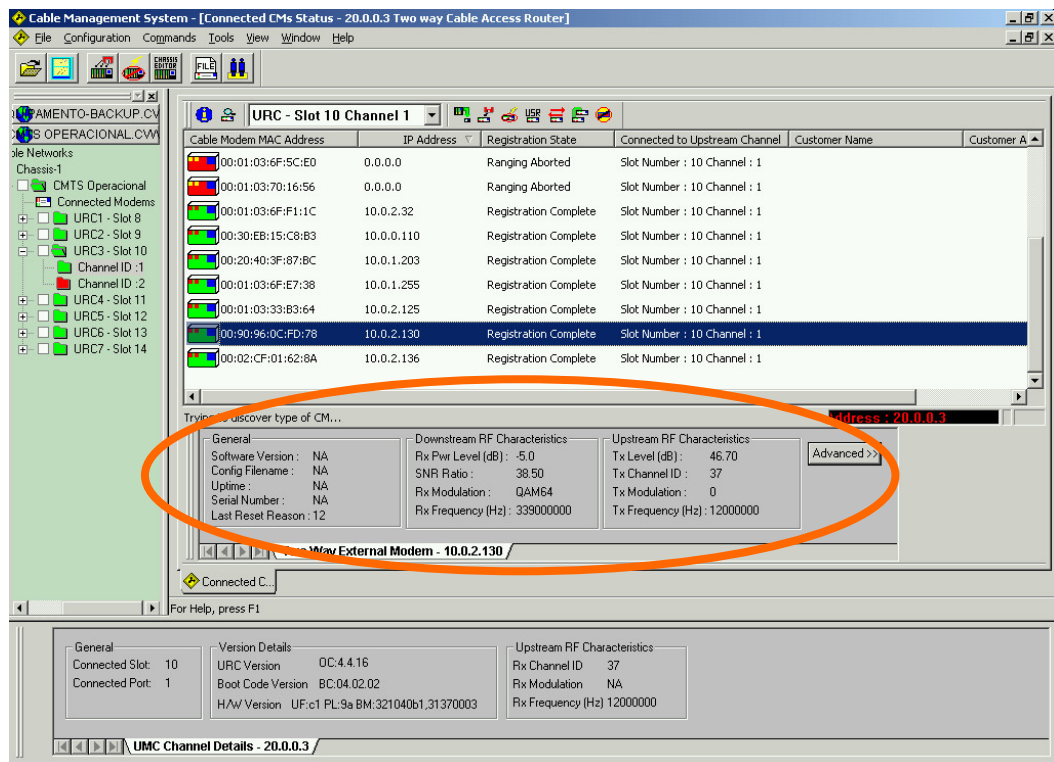 Cable Management System - [Connected CMs Status - 20.0.0.3 Two way Cable Access Router]
File Configuration Commands Tools View Window Help
CHASSIS EDITOR FILE
AMENTO-BACKUP.CV
S OPERACIONAL.CVW
ble Networks
Chassis-1
CMTS Operacional
Connected Modems
URC1 - Slot 8
URC2 - Slot 9
URC3 - Slot 10
Channel ID :1
Channel ID :2
URC4 - Slot 11
URC5 - Slot 12
URC6 - Slot 13
URC7 - Slot 14
URC - Slot 10 Channel 1 USR
Cable Modem MAC Address IP Address Registration State Connected to Upstream Channel Customer Name Customer A
00:01:03:6F:5C:E0 0.0.0.0 Ranging Aborted Slot Number : 10 Channel : 1
00:01:03:70:16:56 0.0.0.0 Ranging Aborted Slot Number : 10 Channel : 1
00:01:03:6F:F1:1C 10.0.2.32 Registration Complete Slot Number : 10 Channel : 1
00:30:EB:15:C8:B3 10.0.0.110 Registration Complete Slot Number : 10 Channel : 1
00:20:40:3F:87:BC 10.0.1.203 Registration Complete Slot Number : 10 Channel : 1
00:01:03:6F:E7:38 10.0.1.255 Registration Complete Slot Number : 10 Channel : 1
00:01:03:33:B3:64 10.0.2.125 Registration Complete Slot Number : 10 Channel : 1
00:90:96:0C:FD:78 10.0.2.130 Registration Complete Slot Number : 10 Channel : 1
00:02:CF:01:62:8A 10.0.2.136 Registration Complete Slot Number : 10 Channel : 1
discover type of CM... Address : 20.0.0.3
General
Software Version : NA
Config Filename : NA
Uptime : NA
Serial Number : NA
Last Reset Reason : 12
Downstream RF Characteristics
Rx Pwr Level (dB) : -5.0
SNR Ratio : 38.50
Rx Modulation : QAM64
Rx Frequency (Hz) : 339000000
Upstream RF Characteristics
Tx Level (dB) : 46.70
Tx Channel ID : 37
Tx Modulation : 0
Tx Frequency (Hz) : 12000000
Advanced >>
Two Way External Modem - 10.0.2.130
Connected C...
For Help, press F1
General
Connected Slot: 10
Connected Port: 1
Version Details
URC Version OC:4.4.16
Boot Code Version BC:04.02.02
H/W Version UF:c1 PL:9a BM:321040b1,31370003
Upstream RF Characteristics
Rx Channel ID 37
Rx Modulation NA
Rx Frequency (Hz) 12000000
UMC Channel Details - 20.0.0.3